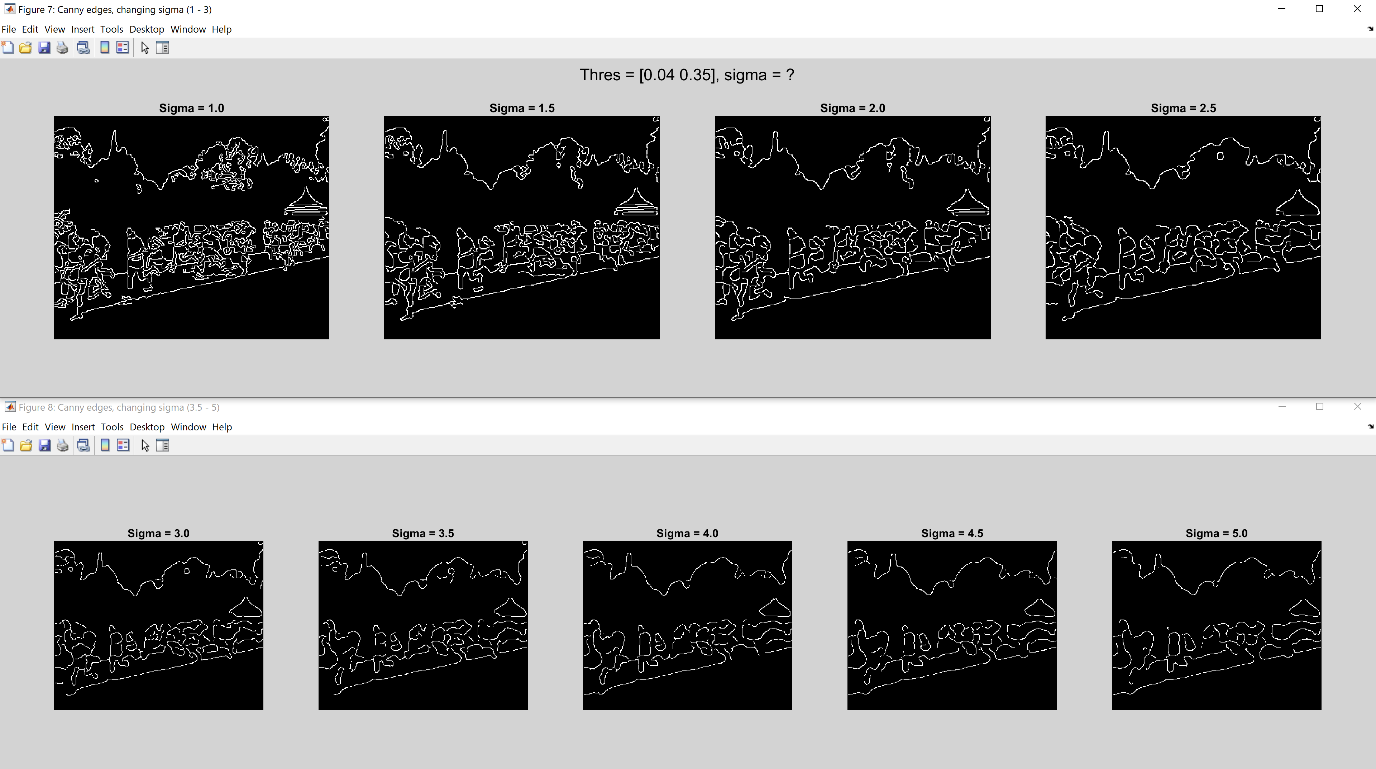 Figure 7: Canny edges, changing sigma (1 - 3)
File Edit View Insert Tools Desktop Window Help
Thres = [0.04 0.35], sigma = ?
Sigma = 1.0 Sigma = 1.5 Sigma = 2.0 Sigma = 2.5
Figure 8: Canny edges, changing sigma (3.5 - 5)
File Edit View Insert Tools Desktop Window Help
Sigma = 3.0 Sigma = 3.5 Sigma = 4.0 Sigma = 4.5 Sigma = 5.0